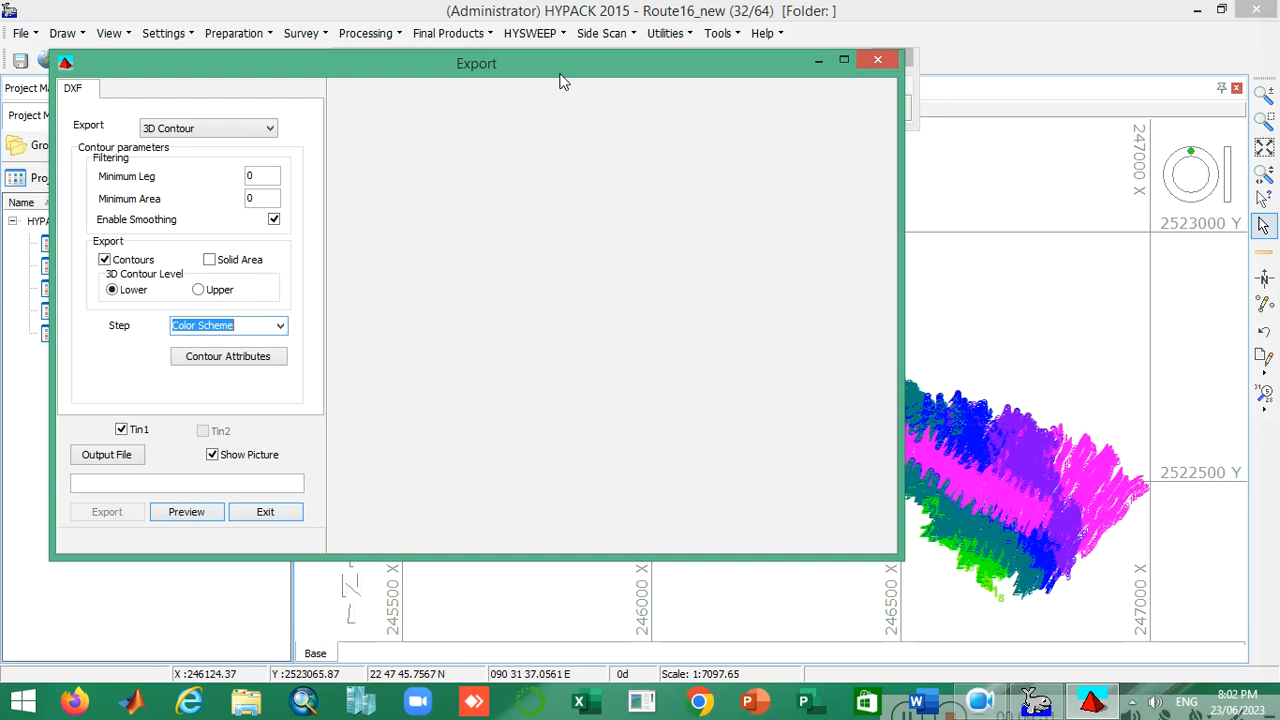 (Administrator) HYPACK 2015 - Route16_new (32/64) [Folder: ]
File Draw View Settings Preparation Survey Processing Final Products HYSWEEP Side Scan Utilities Tools Help
Export
Project M
DXF
Project M
Export 3D Contour
Gro
Contour parameters
Filtering
Minimum Leg 0
Minimum Area 0
Enable Smoothing
Export
Contours Solid Area
3D Contour Level
Lower Upper
Step Color Scheme
Contour Attributes
Tin1 Tin2
Output File Show Picture
Export Preview Exit
Name
HYPA
247000 X
2523000 Y
2522500 Y
18
245500 X
246000 X
246500 X
247000 X
Base
X :246124.37 Y :2523065.87 22 47 45.7567 N 090 31 37.0561 E 0d Scale: 1:7097.65
ENG
8:02 PM
23/06/2023